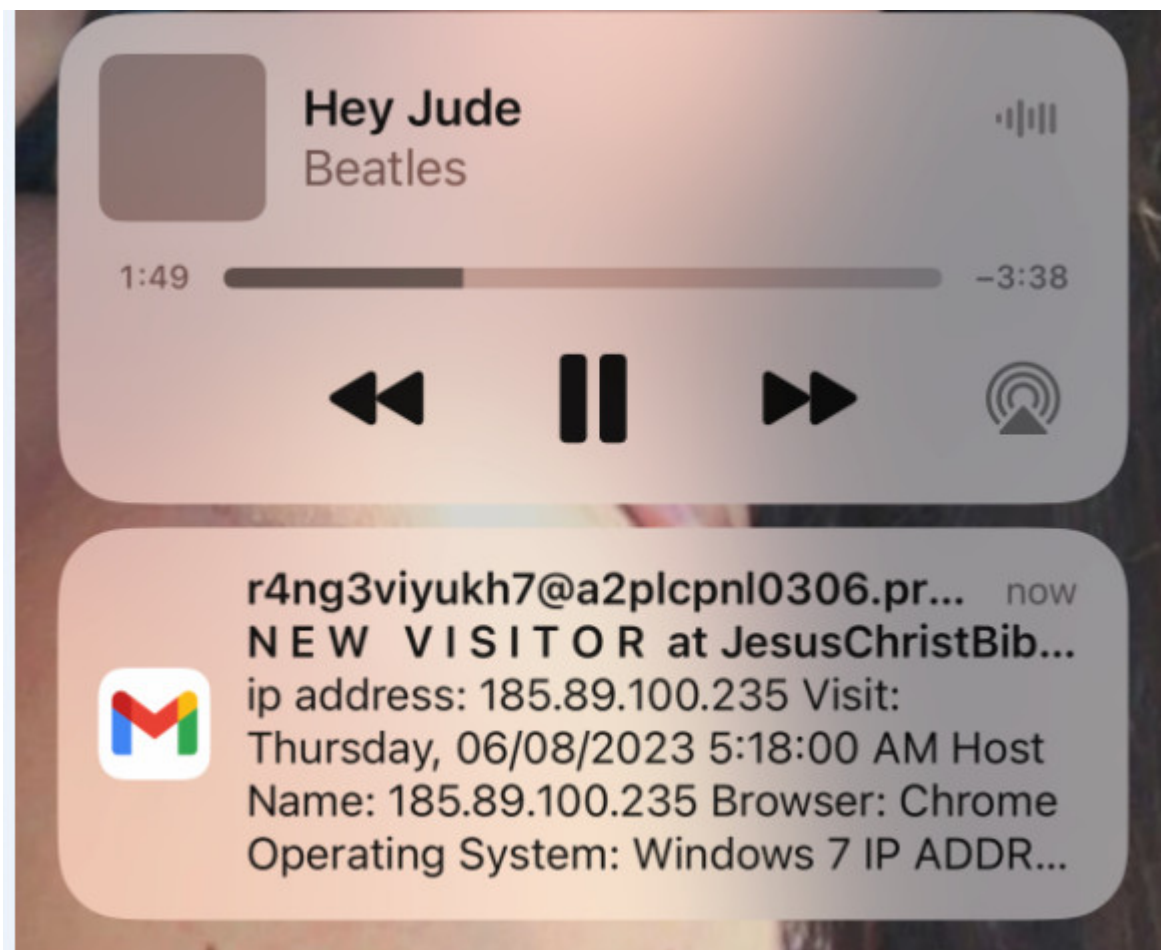 Hey Jude
Beatles
1:49 –3:38
r4ng3viyukh7@a2plcpnl0306.pr... now
N E W V I S I T O R at JesusChristBib...
ip address: 185.89.100.235 Visit:
Thursday, 06/08/2023 5:18:00 AM Host
Name: 185.89.100.235 Browser: Chrome
Operating System: Windows 7 IP ADDR...